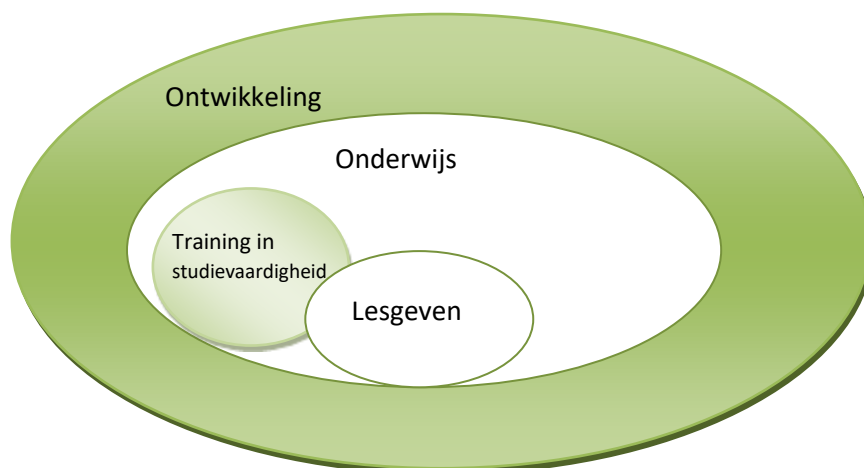 Ontwikkeling
Onderwijs
Training in
studievaardigheid
Lesgeven